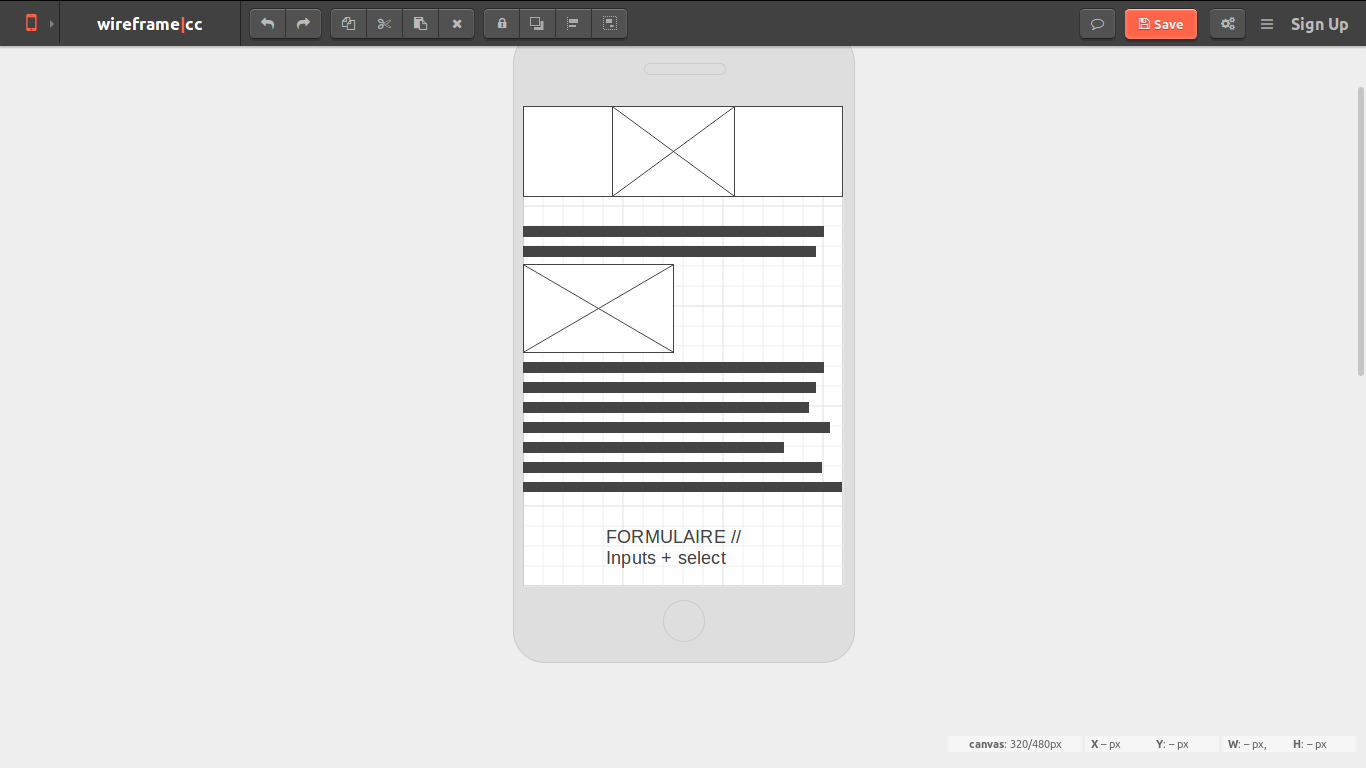 wireframe|cc
Save
Sign Up
FORMULAIRE //
Inputs + select
canvas: 320/480px X – px Y: – px W: – px, H: – px